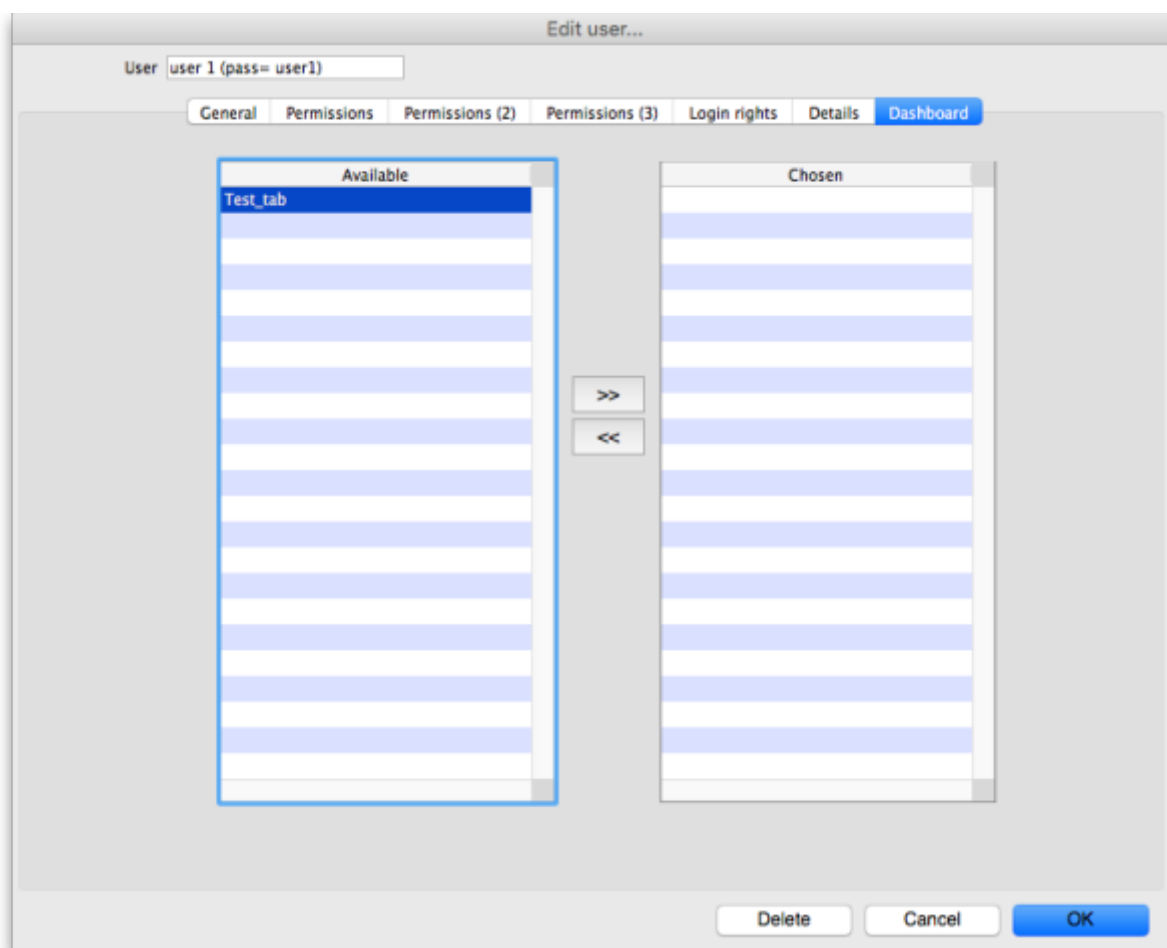 Edit user...
User user 1 (pass= user1)
General Permissions Permissions (2) Permissions (3) Login rights Details Dashboard
Available Chosen
Test_tab
>>
<<
Delete Cancel OK